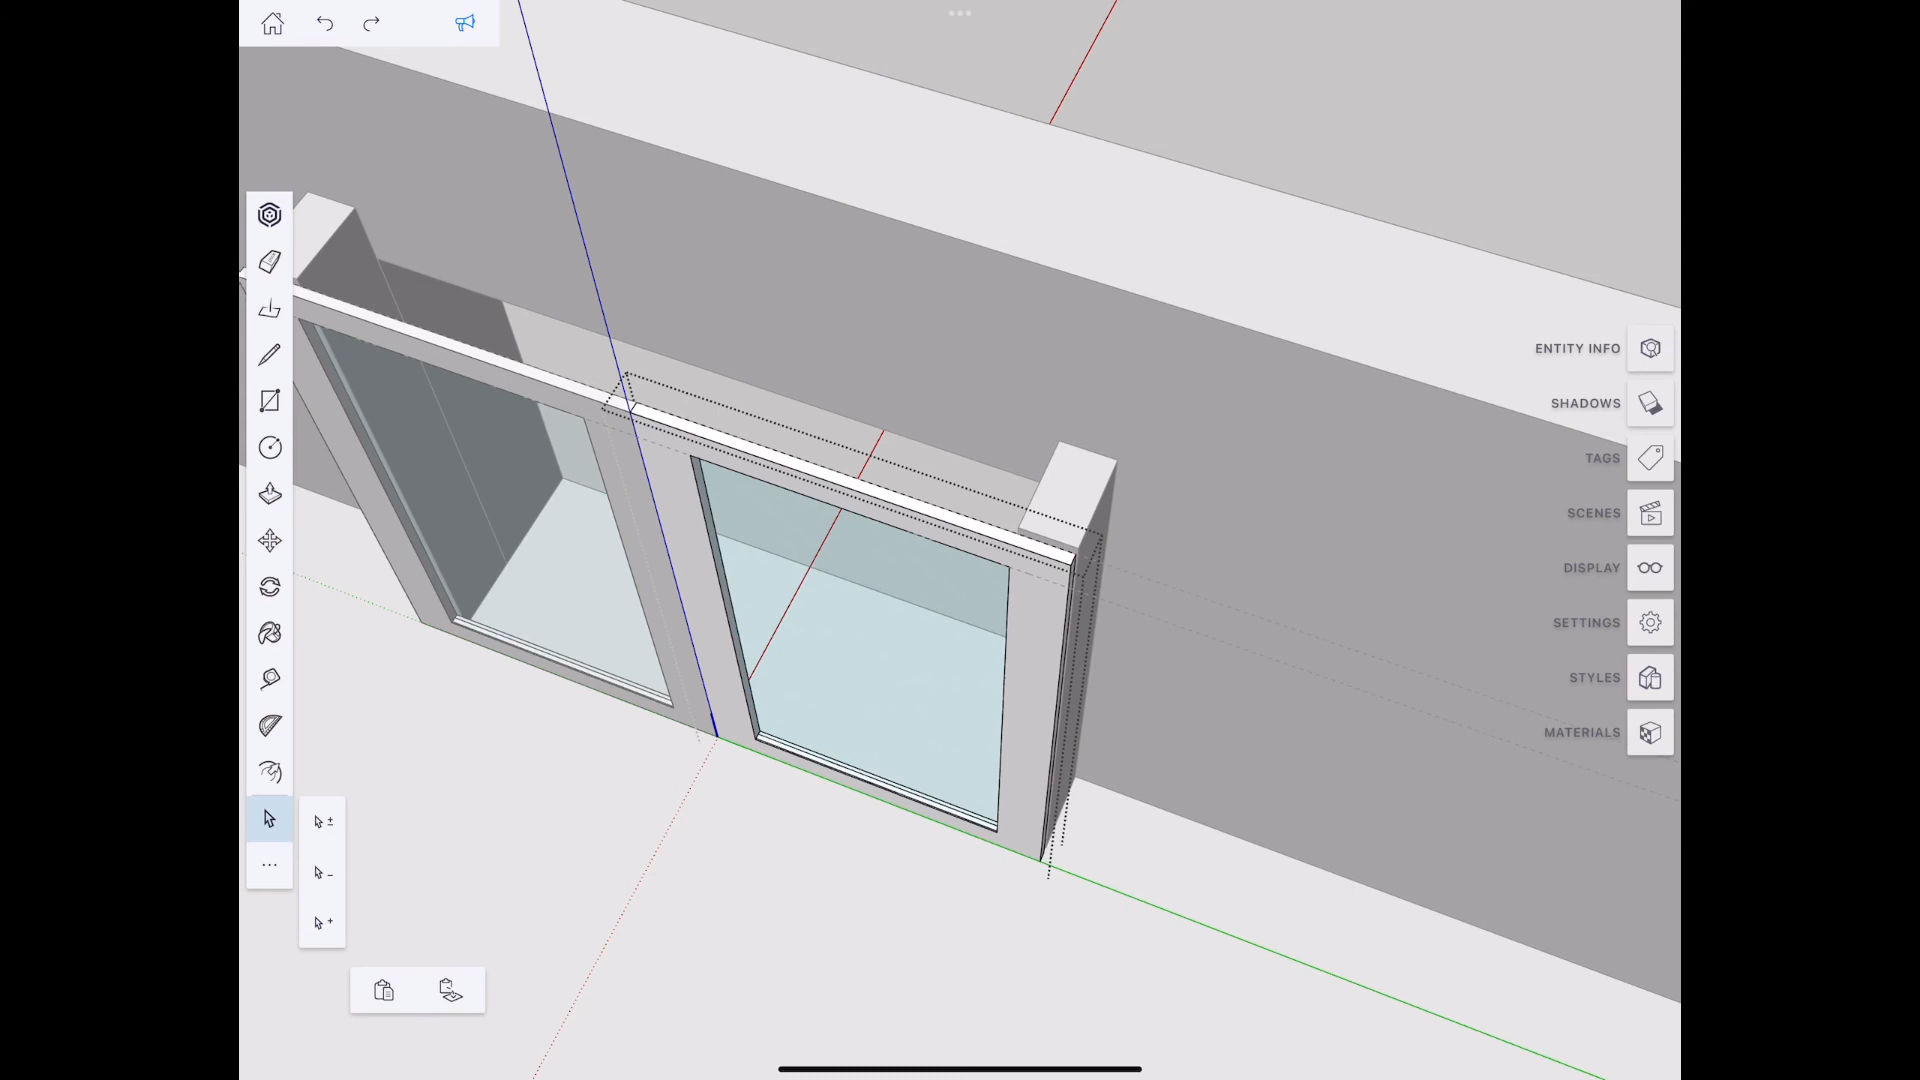 ENTITY INFO
SHADOWS
TAGS
SCENES
DISPLAY
SETTINGS
STYLES
MATERIALS